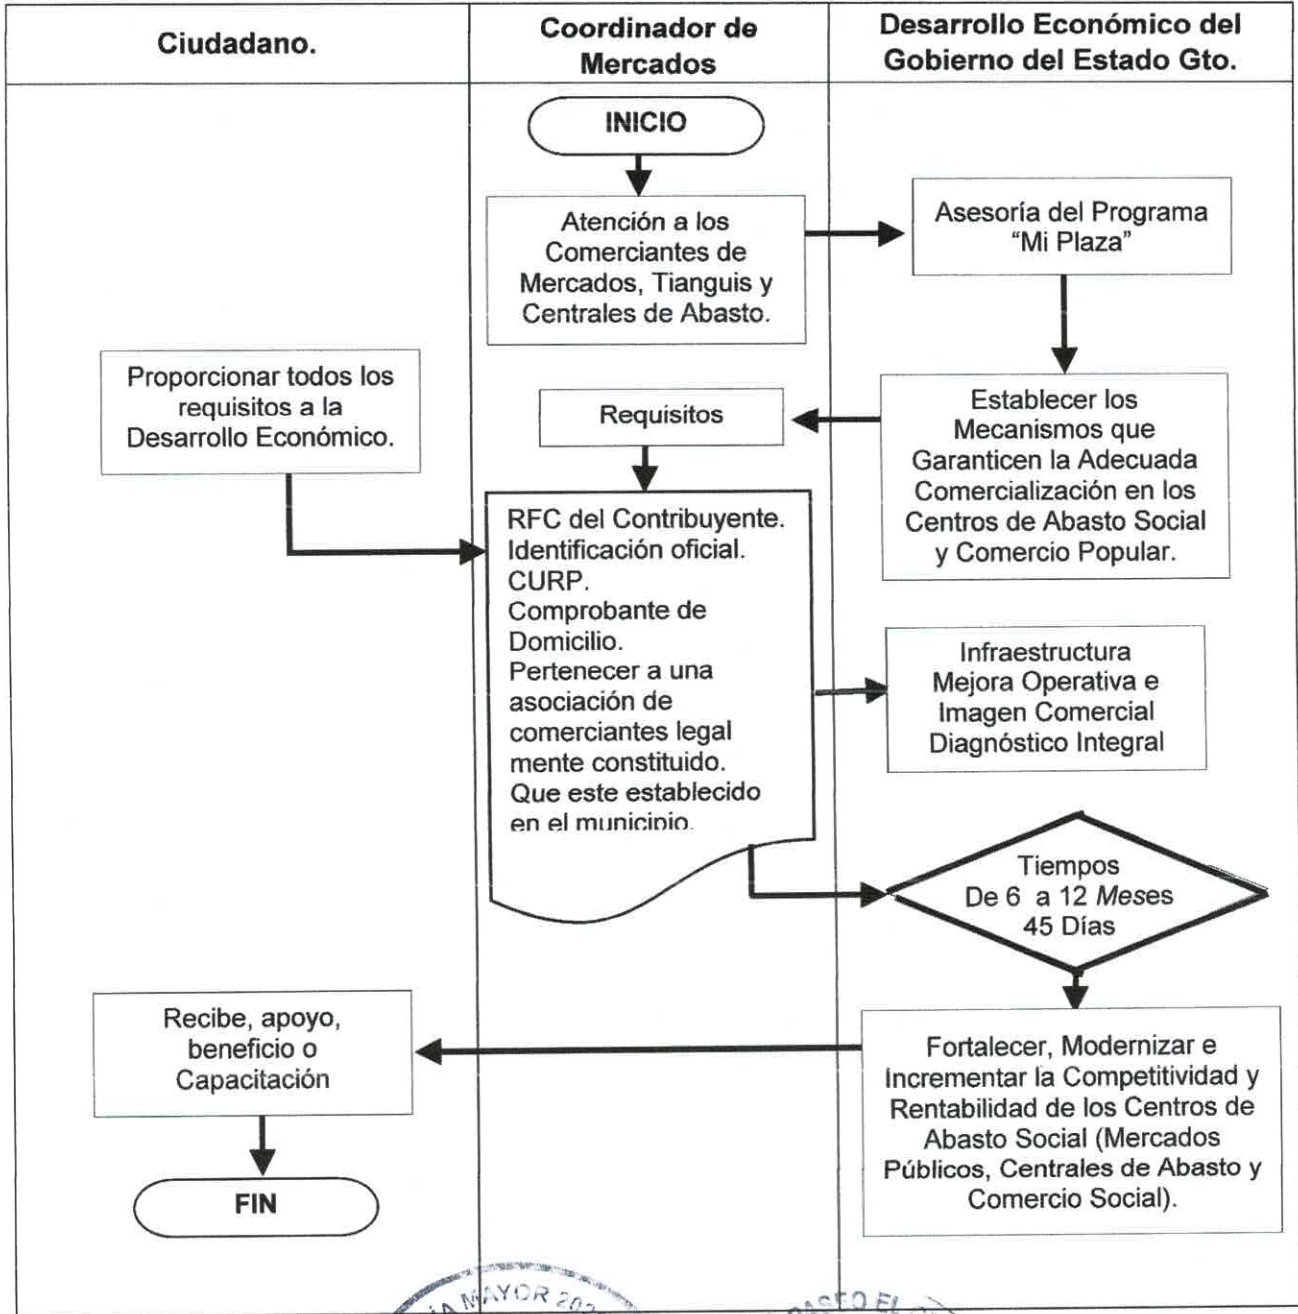 Ciudadano.
Coordinador de
Mercados
Desarrollo Económico del
Gobierno del Estado Gto.
INICIO
Atención a los
Comerciantes de
Mercados, Tianguis y
Centrales de Abasto.
Asesoría del Programa
“Mi Plaza”
Proporcionar todos los
requisitos a la
Desarrollo Económico.
Requisitos
Establecer los
Mecanismos que
Garanticen la Adecuada
Comercialización en los
Centros de Abasto Social
y Comercio Popular.
RFC del Contribuyente.
Identificación oficial.
CURP.
Comprobante de
Domicilio.
Pertenecer a una
asociación de
comerciantes legal
mente constituido.
Que este establecido
en el municipio.
Infraestructura
Mejora Operativa e
Imagen Comercial
Diagnóstico Integral
Tiempos
De 6 a 12 Meses
45 Días
Recibe, apoyo,
beneficio o
Capacitación
Fortalecer, Modernizar e
Incrementar la Competitividad y
Rentabilidad de los Centros de
Abasto Social (Mercados
Públicos, Centrales de Abasto y
Comercio Social).
FIN
MAYOR
EL